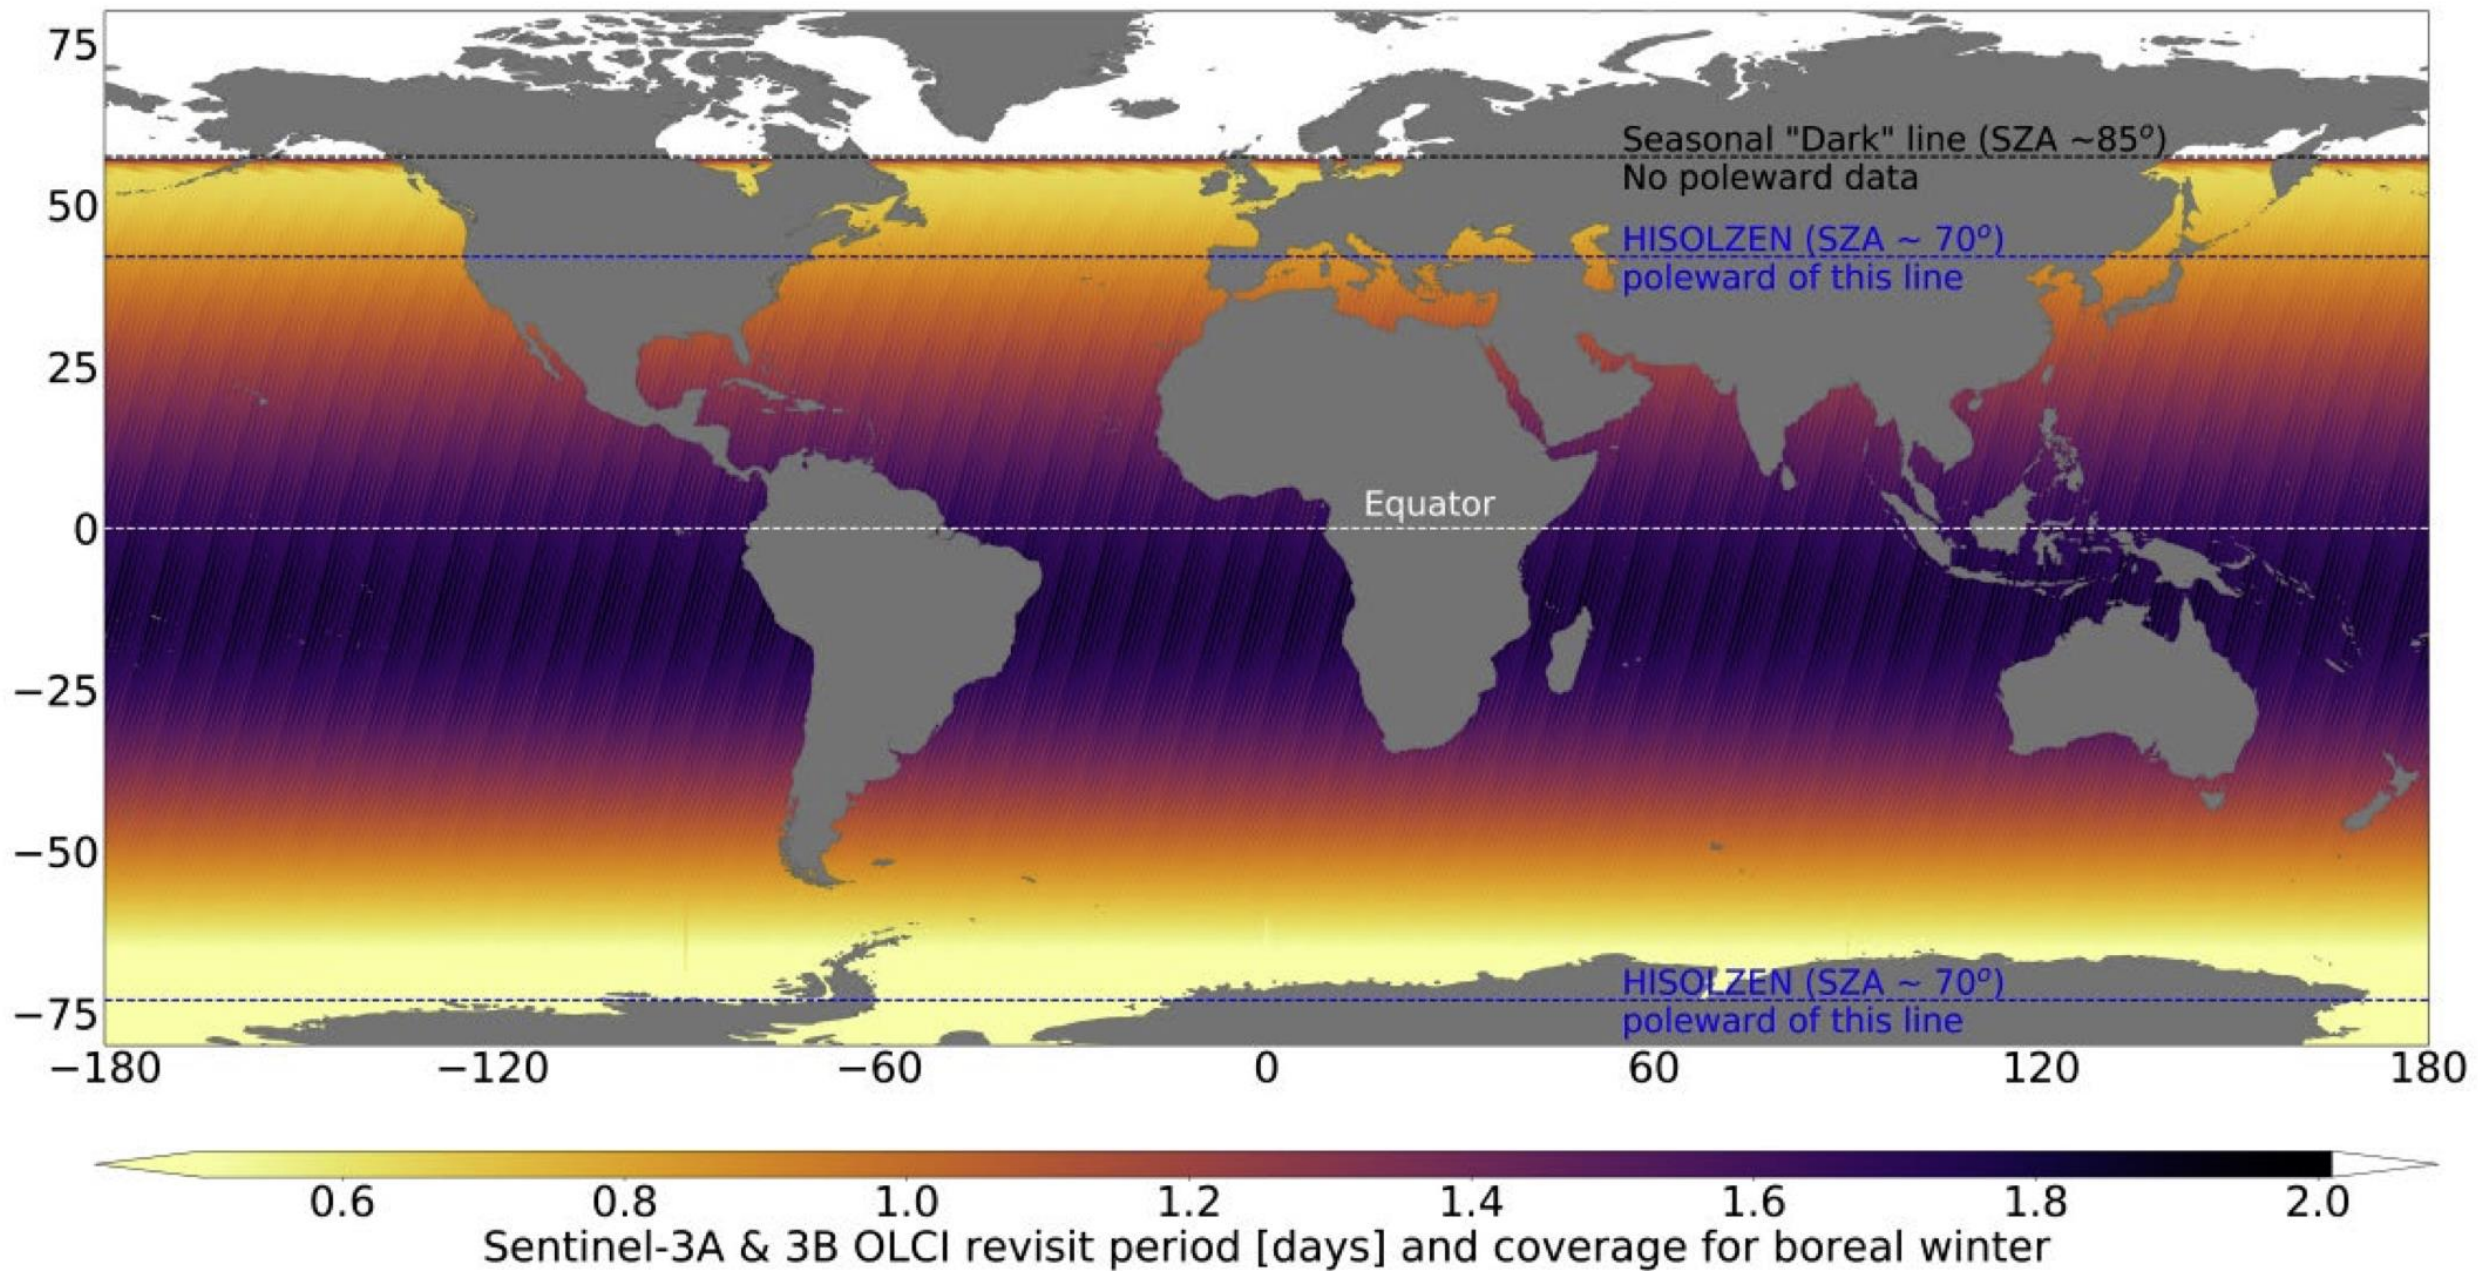 75
Seasonal "Dark" line (SZA ~85º)
No poleward data
50
HISOLZEN (SZA ~ 70º)
poleward of this line
25
Equator
0
−25
−50
HISOLZEN (SZA ~ 70º)
poleward of this line
−75
−180 −120 −60 0 60 120 180
0.6 0.8 1.0 1.2 1.4 1.6 1.8 2.0
Sentinel-3A & 3B OLCI revisit period [days] and coverage for boreal winter